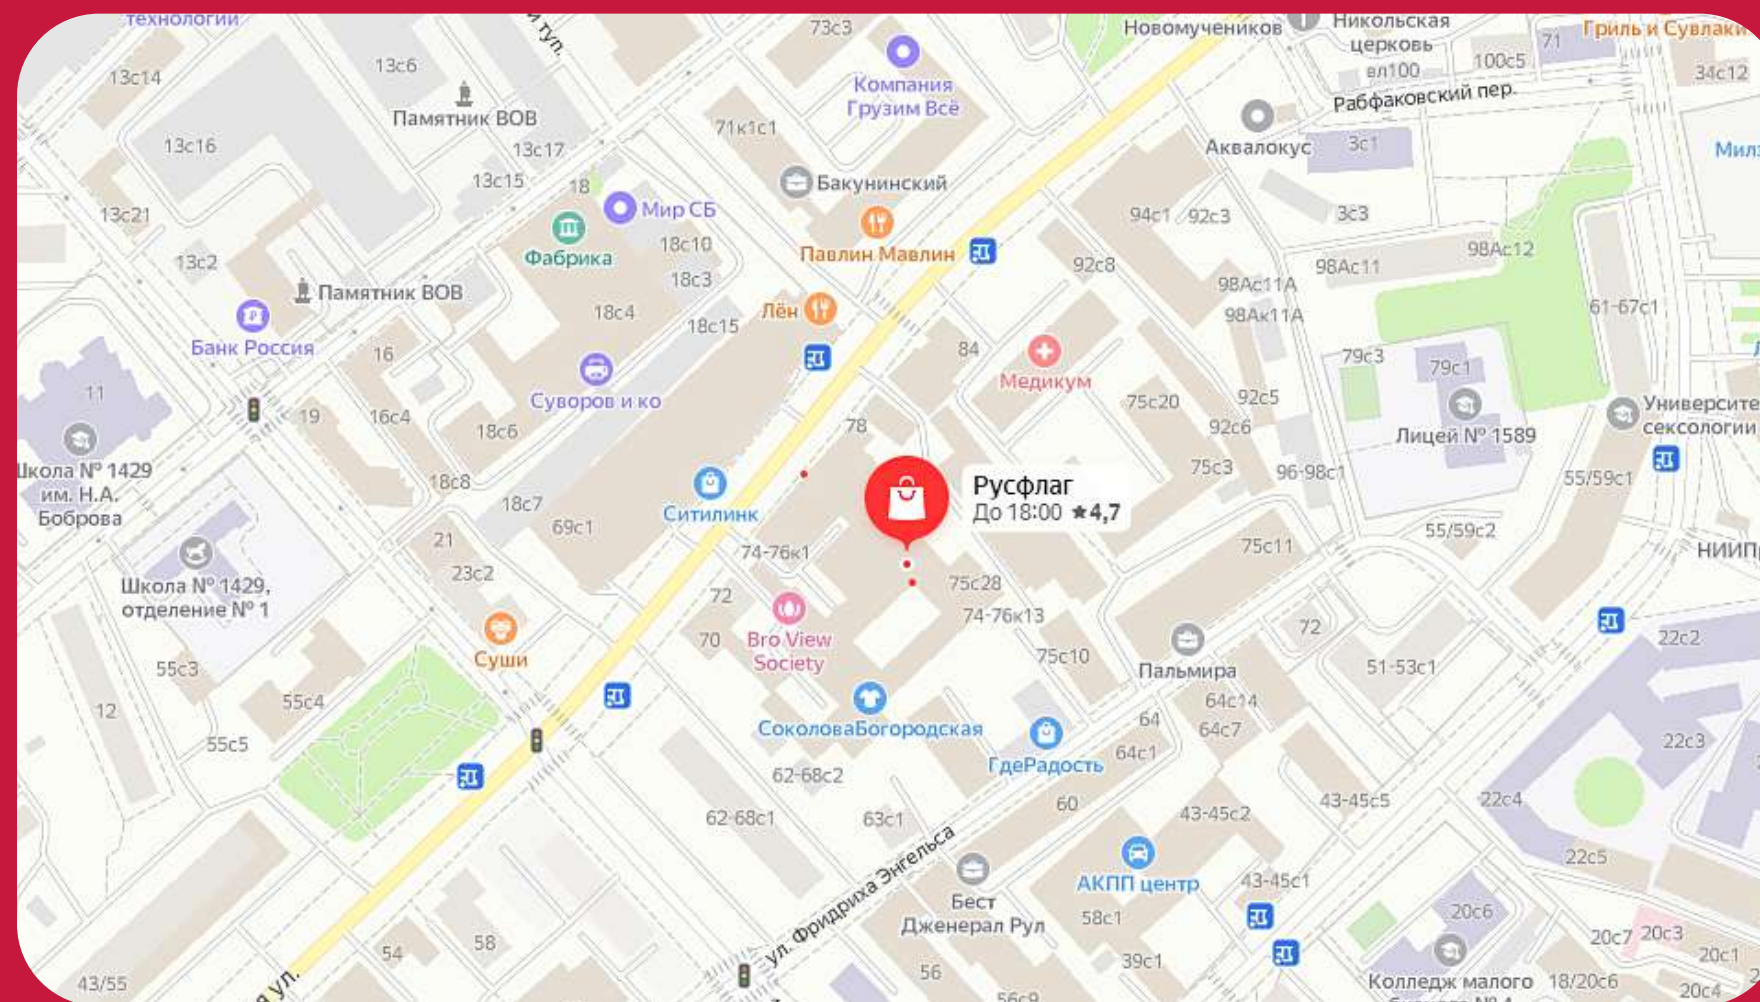 технологии
й туп.
73с3
Новомучеников
Никольская
церковь
вл100
100с5
71
Гриль и Сувлаки
34с12
13с14
13с6
Компания
Грузим Всё
Рабфаковский пер.
Памятник ВОВ
71к1с1
Аквалокус
3с1
13с16
13с17
13с15
18
Бакунинский
Мир СБ
13с21
94с1
92с3
3с3
Фабрика
18с10
Павлин Мавлин
98Ас12
13с2
18с3
92с8
98Ас11
98Ас11А
Памятник ВОВ
18с4
Лён
98Ак11А
61-67с1
Банк Россия
18с15
16
84
79с3
79с1
Медикум
11
Суворов и ко
75с20
92с5
19
16с4
18с6
78
92с6
Лицей № 1589
Университе
сексологии
Школа № 1429
им. Н.А.
Боброва
18с8
75с3
96-98с1
55/59с1
Русфлаг
До 18:00 ★4,7
18с7
Ситилинк
69с1
55/59с2
21
74-76к1
75с11
23с2
Школа № 1429,
отделение № 1
72
75с28
74-76к13
70
Bro View
Society
72
22с2
Суши
75с10
Пальмира
51-53с1
55с3
55с4
64с14
12
СоколоваБогородская
64
64с7
55с5
ГдеРадость
64с1
22с3
62-68с2
60
43-45с2
43-45с5
22с4
62-68с1
63с1
ул. Фридриха Энгельса
22с5
АКПП центр
43-45с1
Бест
Дженерал Рул
58с1
20с6
54
58
20с7
20с3
39с1
20с1
43/55
я ул.
56
56с9
Колледж малого
18/20с6
20с4